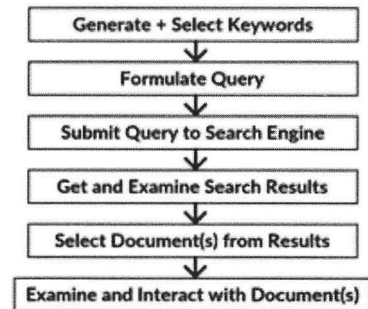 Generate + Select Keywords
Formulate Query
Submit Query to Search Engine
Get and Examine Search Results
Select Document(s) from Results
Examine and Interact with Document(s)